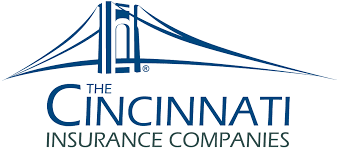 ®
THE
CINCINNATI
INSURANCE COMPANIES